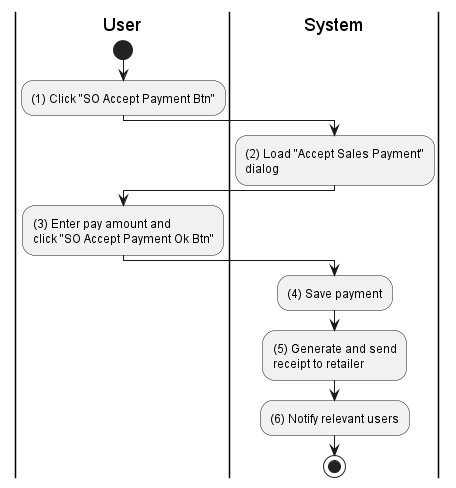 User
System
(1) Click "SO Accept Payment Btn"
(2) Load "Accept Sales Payment"
dialog
(3) Enter pay amount and
click "SO Accept Payment Ok Btn"
(4) Save payment
(5) Generate and send
receipt to retailer
(6) Notify relevant users